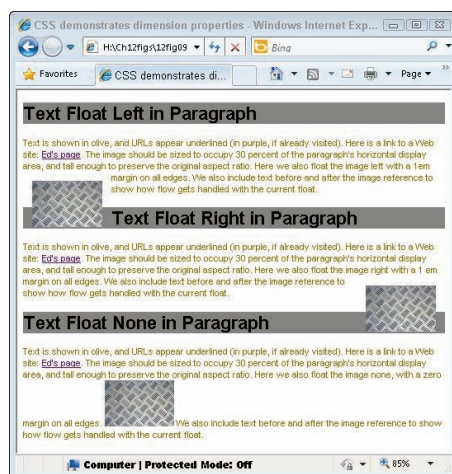 CSS demonstrates dimension properties - Windows Internet Exp...
H:\Ch12figs\12fig09
Bing
Favorites
CSS demonstrates di...
Page
Text Float Left in Paragraph
Text is shown in olive, and URLs appear underlined (in purple, if already visited). Here is a link to a Web
site: Ed's page. The image should be sized to occupy 30 percent of the paragraph's horizontal display
area, and tall enough to preserve the original aspect ratio. Here we also float the image left with a 1em
margin on all edges. We also include text before and after the image reference to
show how flow gets handled with the current float.
Text Float Right in Paragraph
Text is shown in olive, and URLs appear underlined (in purple, if already visited). Here is a link to a Web
site: Ed's page. The image should be sized to occupy 30 percent of the paragraph's horizontal display
area, and tall enough to preserve the original aspect ratio. Here we also float the image right with a 1 em
margin on all edges. We also include text before and after the image reference to
show how flow gets handled with the current float.
Text Float None in Paragraph
Text is shown in olive, and URLs appear underlined (in purple, if already visited). Here is a link to a Web
site: Ed's page. The image should be sized to occupy 30 percent of the paragraph's horizontal display
area, and tall enough to preserve the original aspect ratio. Here we also float the image none, with a zero
margin on all edges. We also include text before and after the image reference to show
how flow gets handled with the current float.
Computer | Protected Mode: Off
85%